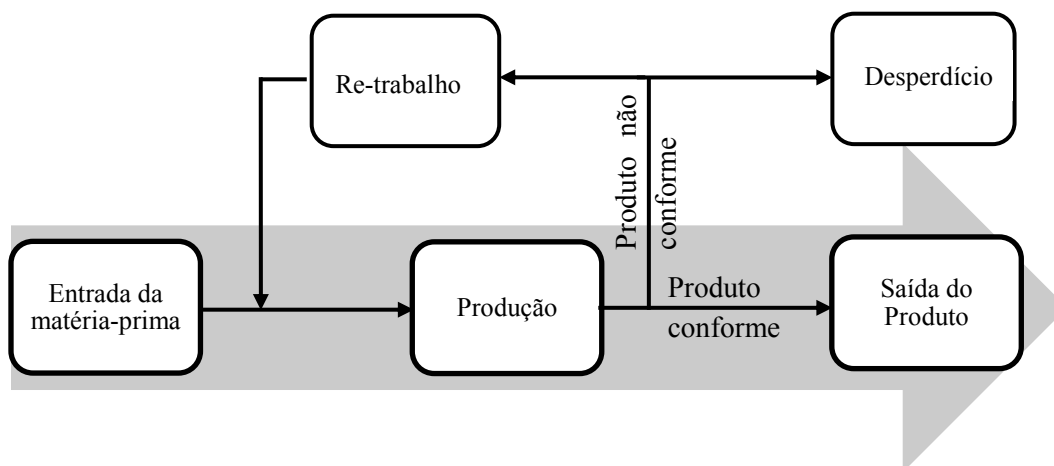 Re-trabalho
Desperdício
Produto não
conforme
Entrada da
matéria-prima
Produção
Produto
conforme
Saída do
Produto